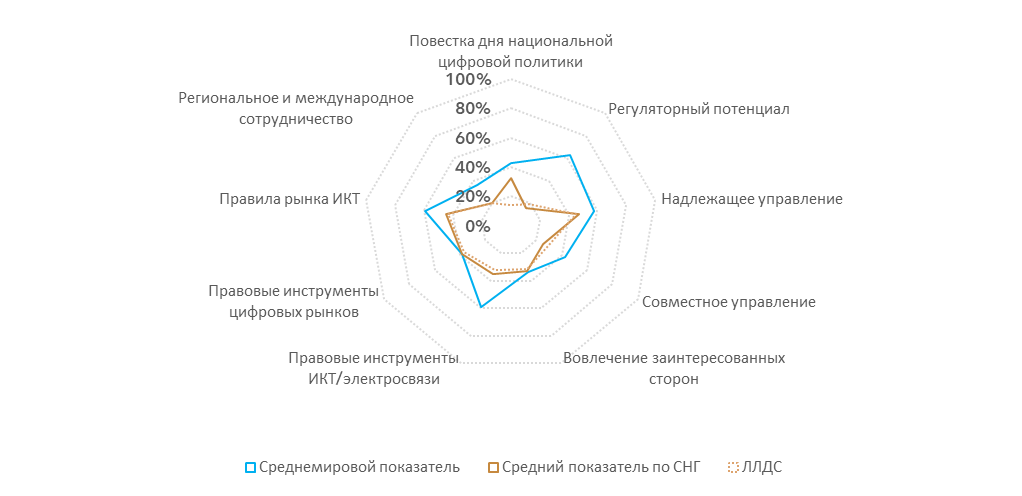 Повестка дня национальной
цифровой политики
100%
80%
60%
40%
20%
0%
Регуляторный потенциал
Надлежащее управление
Совместное управление
Вовлечение заинтересованных
сторон
Правовые инструменты
ИКТ/электросвязи
Правовые инструменты
цифровых рынков
Правила рынка ИКТ
Региональное и международное
сотрудничество
Среднемировой показатель
Средний показатель по СНГ
ЛЛДС